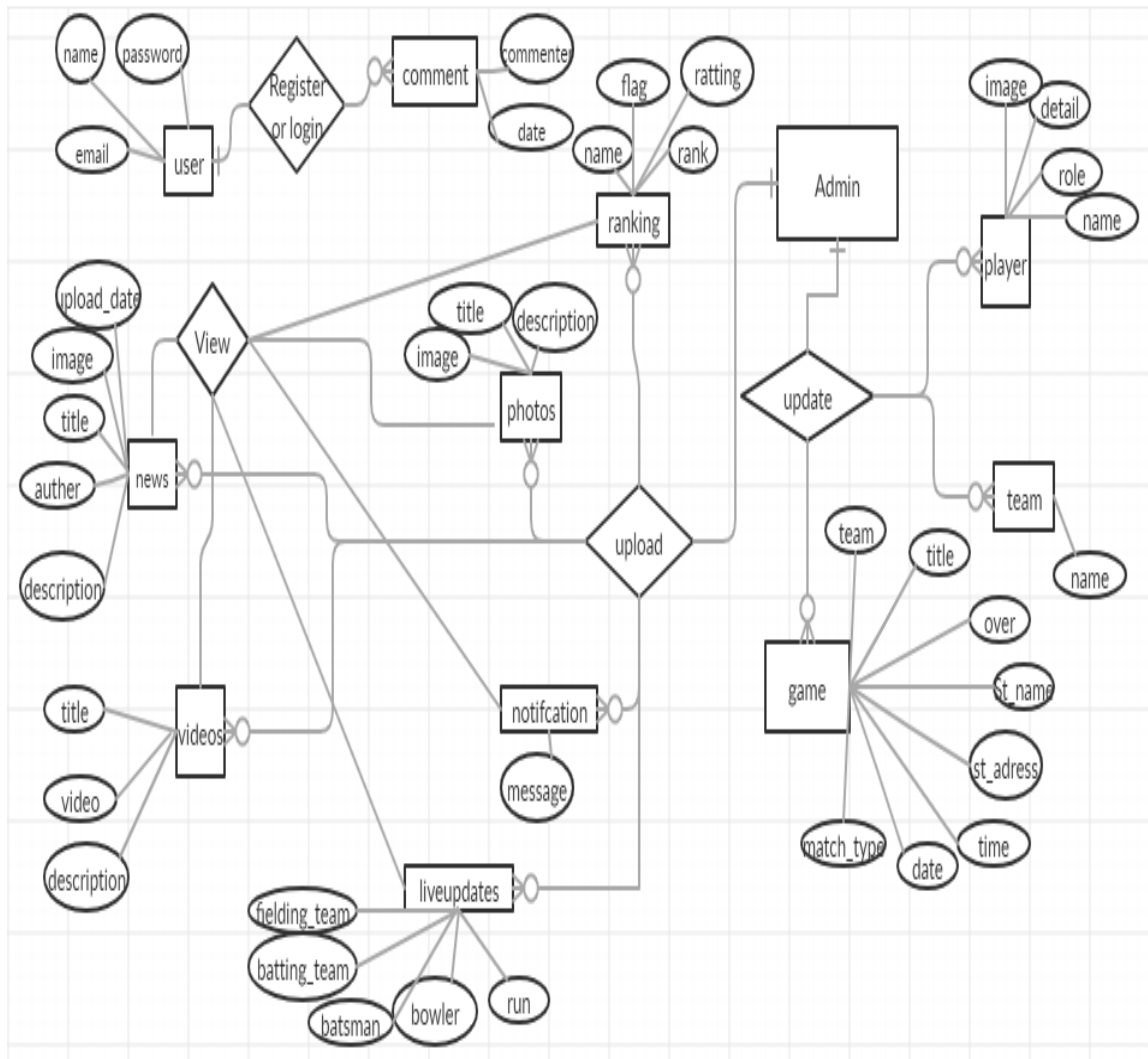 name
password
email
user
Register
or login
comment
commenter
date
flag
ratting
name
rank
ranking
Admin
image
detail
role
name
player
upload_date
image
title
auther
description
news
View
title
description
image
photos
update
upload
team
name
team
title
over
St_name
st_adress
time
date
match_type
game
title
video
description
videos
notifcation
message
liveupdates
fielding_team
batting_team
batsman
bowler
run